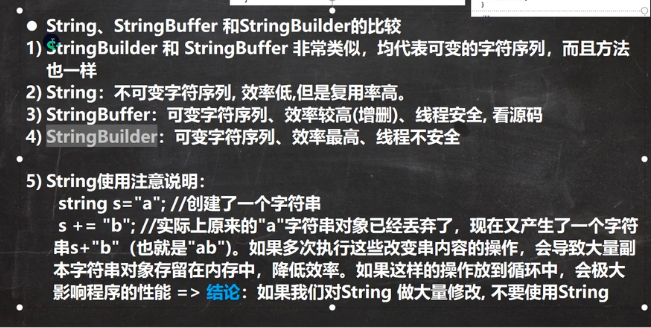 }
● String、StringBuffer 和StringBuilder的比较
1) StringBuilder 和 StringBuffer 非常类似，均代表可变的字符序列，而且方法
也一样
2) String：不可变字符序列, 效率低,但是复用率高。
3) StringBuffer：可变字符序列、效率较高(增删)、线程安全, 看源码
4) StringBuilder：可变字符序列、效率最高、线程不安全
5) String使用注意说明：
string s="a"; //创建了一个字符串
s += "b"; //实际上原来的"a"字符串对象已经丢弃了，现在又产生了一个字符
串s+"b"（也就是"ab")。如果多次执行这些改变串内容的操作，会导致大量副
本字符串对象存留在内存中，降低效率。如果这样的操作放到循环中，会极大
影响程序的性能 => 结论：如果我们对String 做大量修改, 不要使用String